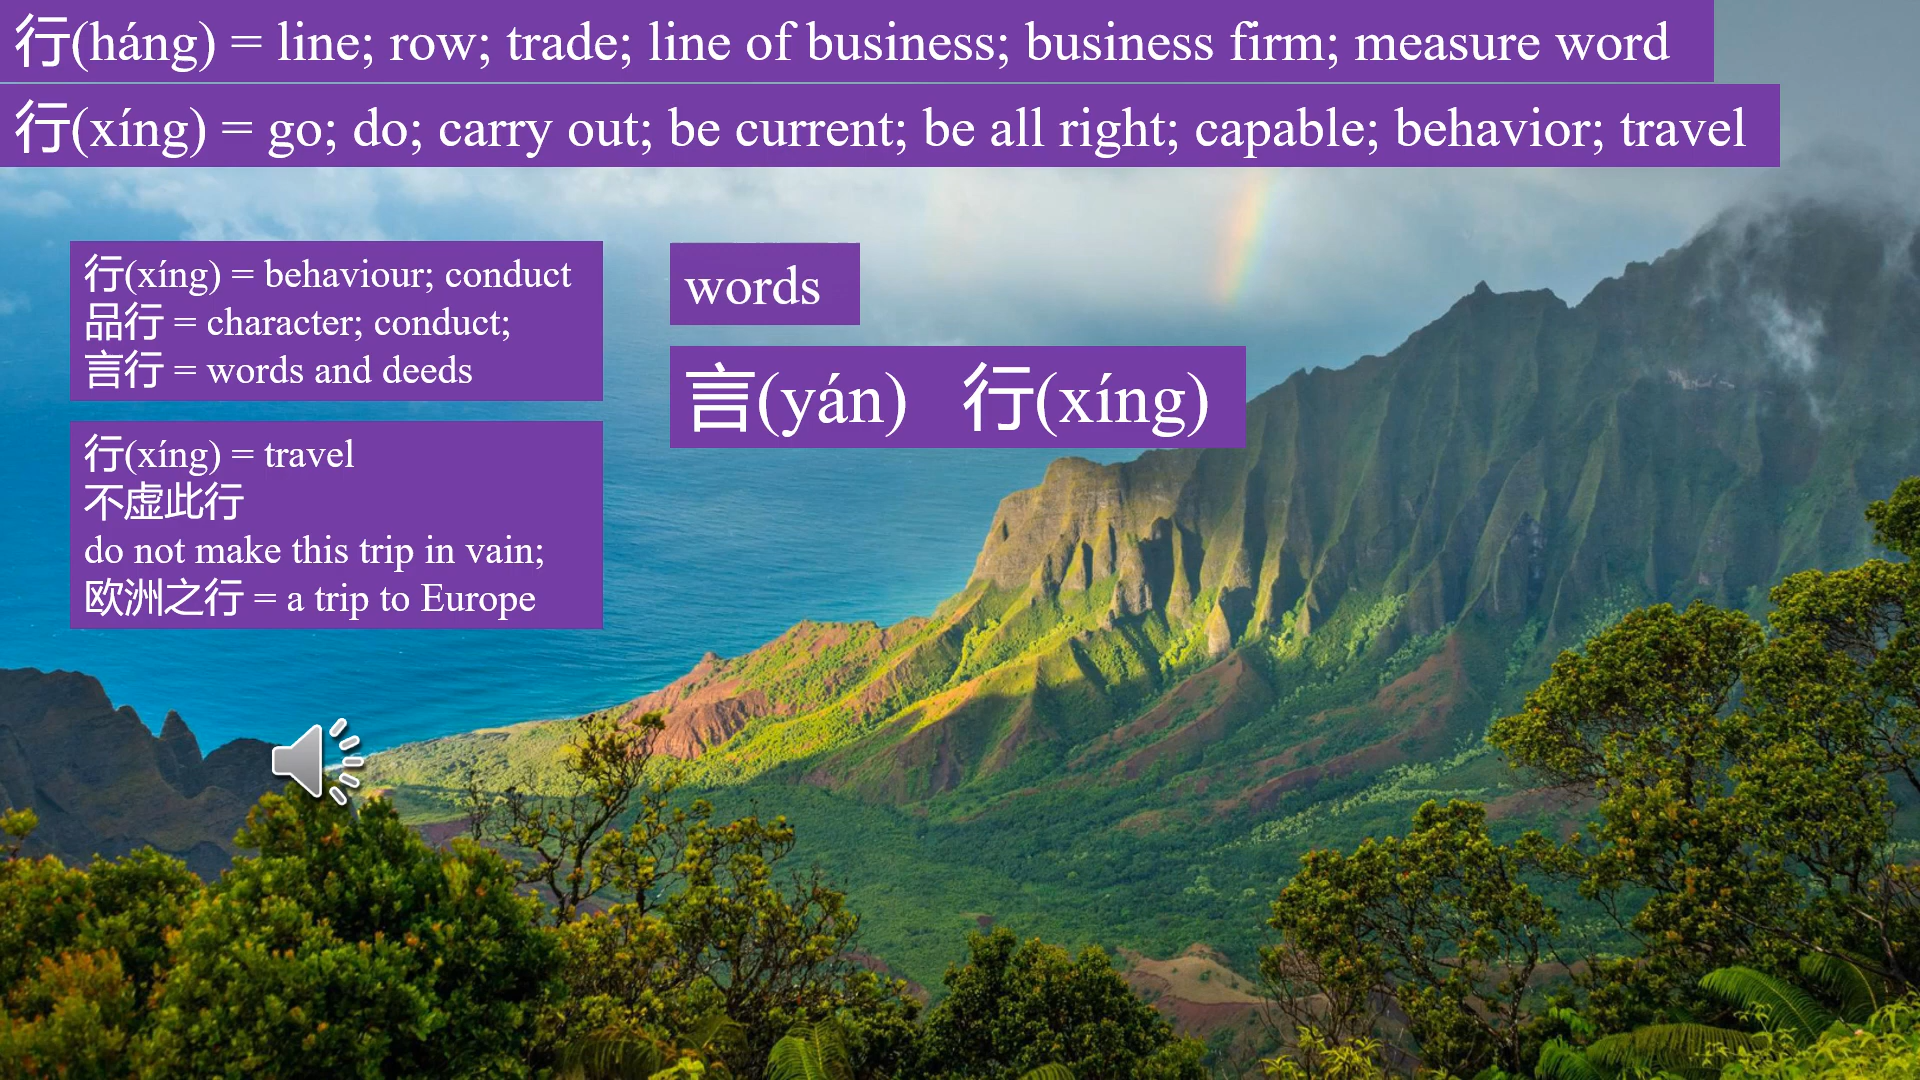 行(háng) = line; row; trade; line of business; business firm; measure word
行(xíng) = go; do; carry out; be current; be all right; capable; behavior; travel
行(xíng) = behaviour; conduct
品行 = character; conduct;
言行 = words and deeds
行(xíng) = travel
不虚此行
do not make this trip in vain;
欧洲之行 = a trip to Europe
words
言(yán) 行(xíng)